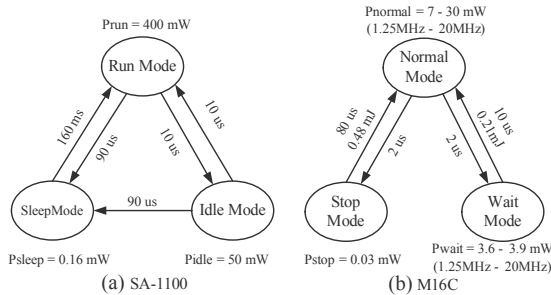 Prun = 400 mW
Run Mode
160 ms
90 us
10 us
10 us
SleepMode
90 us
Idle Mode
Psleep = 0.16 mW
Pidle = 50 mW
(a) SA-1100
Pnormal = 7 - 30 mW
(1.25MHz - 20MHz)
Normal
Mode
80 us
0.48 mJ
2 us
2 us
10 us
0.21mJ
Stop
Mode
Wait
Mode
Pstop = 0.03 mW
Pwait = 3.6 - 3.9 mW
(1.25MHz - 20MHz)
(b) M16C